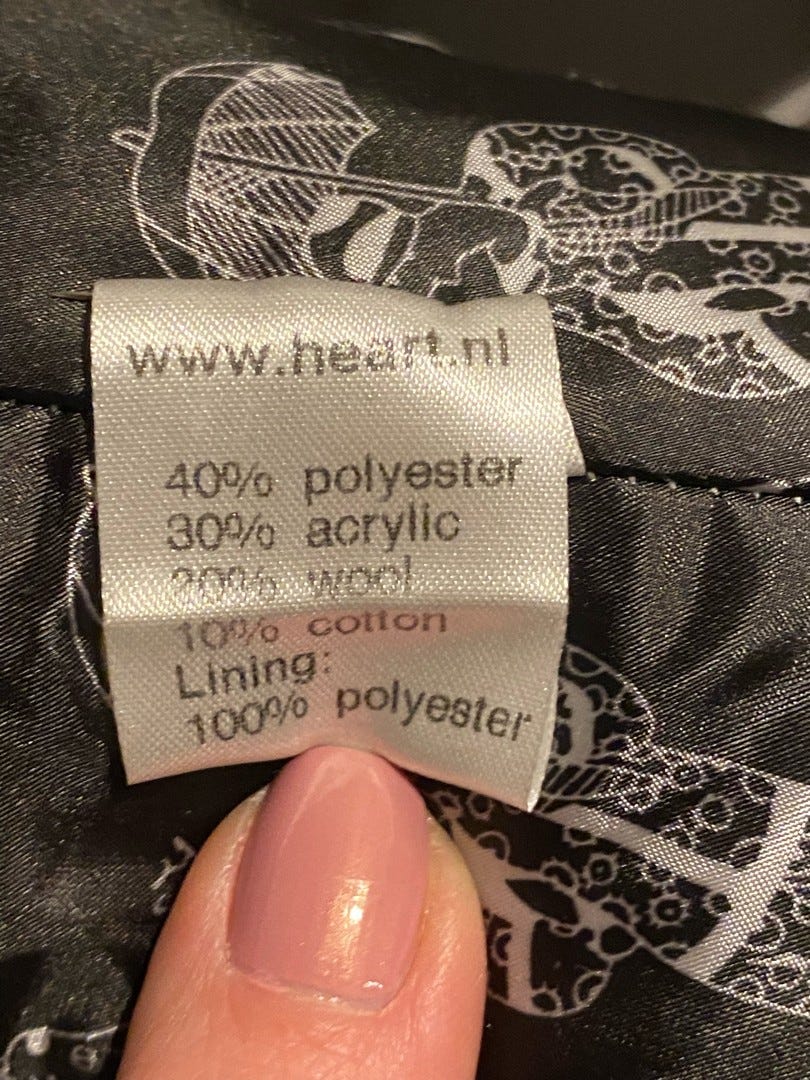 www.heart.nl
40% polyester
30% acrylic
20% wool
10% cotton
Lining:
100% polyester